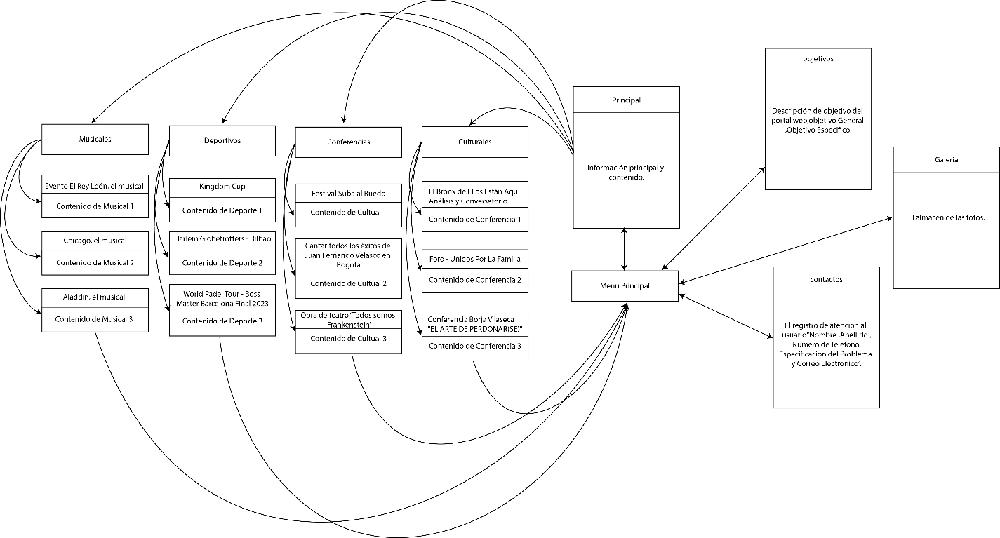 Musicales
Evento El Rey León, el musical
Contenido de Musical 1
Chicago, el musical
Contenido de Musical 2
Aladdín, el musical
Contenido de Musical 3
Deportivos
Kingdom Cup
Contenido de Deporte 1
Harlem Globetrotters - Bilbao
Contenido de Deporte 2
World Padel Tour - Boss
Master Barcelona Final 2023
Contenido de Deporte 3
Conferencias
Festival Suba al Ruedo
Contenido de Cultual 1
Cantar todos los éxitos de
Juan Fernando Velasco en
Bogotá
Contenido de Cultual 2
Obra de teatro 'Todos somos
Frankenstein'
Contenido de Cultual 3
Culturales
El Bronx de Ellos Están Aquí
Análisis y Conversatorio
Contenido de Conferencia 1
Foro - Unidos Por La Familia
Contenido de Conferencia 2
Conferencia Borja Vilaseca
"EL ARTE DE PERDONAR(SE)"
Contenido de Conferencia 3
Principal
Información principal y
contenido.
Menu Principal
objetivos
Descripción de objetivo del
portal web,objetivo General
,Objetivo Especifico.
Galeria
El almacen de las fotos.
contactos
El registro de atencion al
usuario"Nombre ,Apellido ,
Numero de Telefono,
Especificación del Problema
y Correo Electronico".